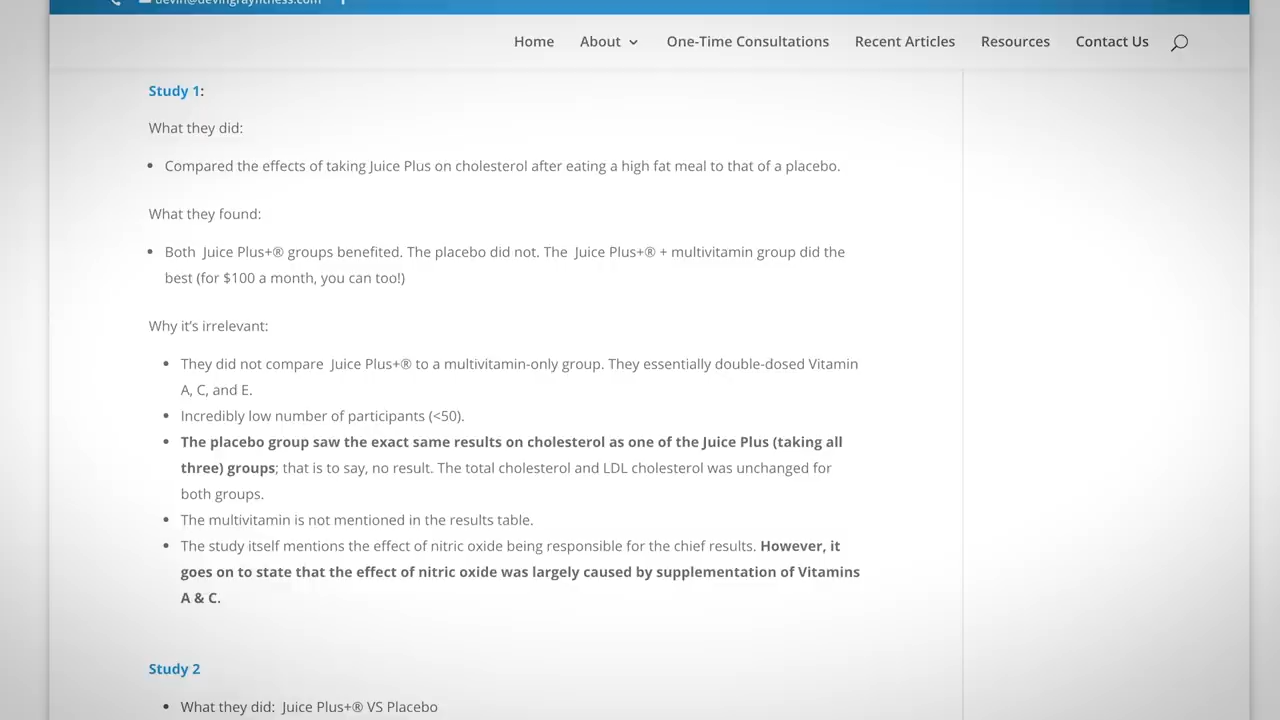 devin@devingrayfitness.com
Home About One-Time Consultations Recent Articles Resources Contact Us
Study 1:
What they did:
• Compared the effects of taking Juice Plus on cholesterol after eating a high fat meal to that of a placebo.
What they found:
• Both Juice Plus+® groups benefited. The placebo did not. The Juice Plus+® + multivitamin group did the
best (for $100 a month, you can too!)
Why it’s irrelevant:
• They did not compare Juice Plus+® to a multivitamin-only group. They essentially double-dosed Vitamin
A, C, and E.
• Incredibly low number of participants (<50).
• The placebo group saw the exact same results on cholesterol as one of the Juice Plus (taking all
three) groups; that is to say, no result. The total cholesterol and LDL cholesterol was unchanged for
both groups.
• The multivitamin is not mentioned in the results table.
• The study itself mentions the effect of nitric oxide being responsible for the chief results. However, it
goes on to state that the effect of nitric oxide was largely caused by supplementation of Vitamins
A & C.
Study 2
• What they did: Juice Plus+® VS Placebo